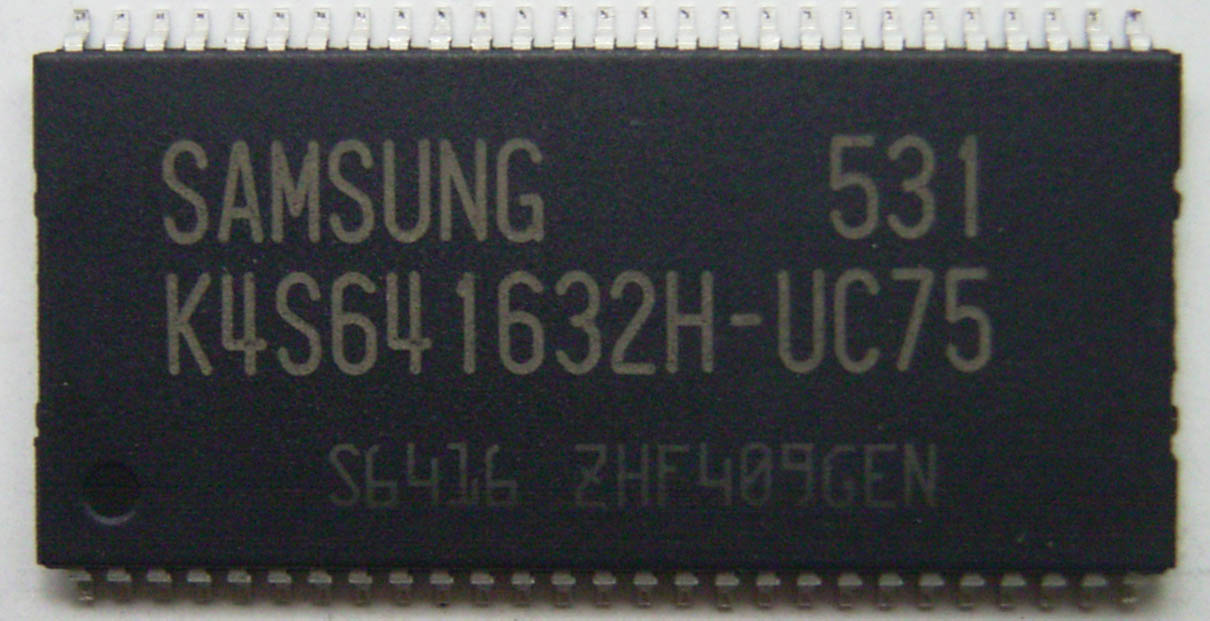 SAMSUNG 531
K4S641632H-UC75
S6416 ZHF409GEN